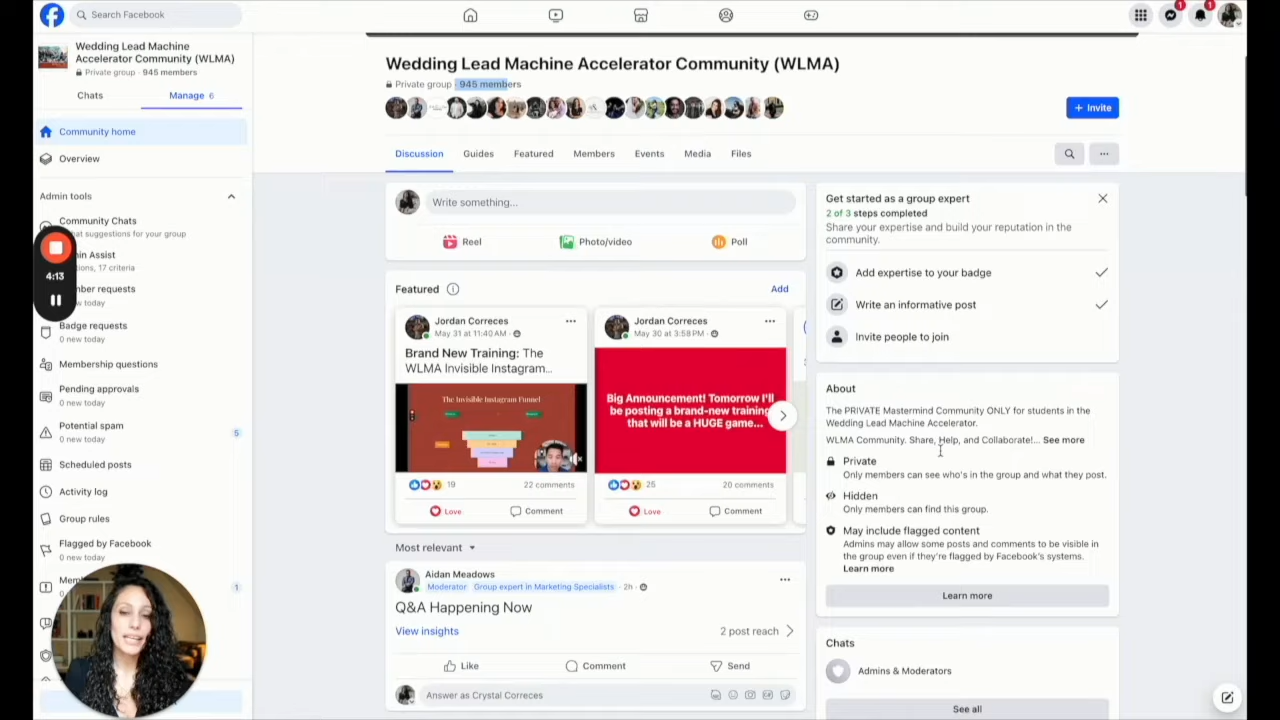 Search Facebook
1
1
Wedding Lead Machine
Accelerator Community (WLMA)
Private group · 945 members
Chats
Manage 6
Community home
Overview
Admin tools
Community Chats
Chat suggestions for your group
17 criteria
0 new today
Badge requests
0 new today
Membership questions
Pending approvals
0 new today
Potential spam
0 new today
5
Scheduled posts
Activity log
Group rules
Flagged by Facebook
0 new today
1
4:13
Wedding Lead Machine Accelerator Community (WLMA)
Private group · 945 members
+ Invite
Discussion
Guides
Featured
Members
Events
Media
Files
Write something...
Reel
Photo/video
Poll
Featured
Add
Jordan Correces
May 31 at 11:40 AM ·
Brand New Training: The
WLMA Invisible Instagram...
The Invisible Instagram Funnel
19
22 comments
Love
Comment
Jordan Correces
May 30 at 3:58 PM ·
Big Announcement! Tomorrow I'll
be posting a brand-new training
that will be a HUGE game...
25
20 comments
Love
Comment
Most relevant
Aidan Meadows
Moderator
Group expert in Marketing Specialists · 2h ·
Q&A Happening Now
View insights
2 post reach
Like
Comment
Send
Answer as Crystal Correces
Get started as a group expert
2 of 3 steps completed
Share your expertise and build your reputation in the
community.
Add expertise to your badge
Write an informative post
Invite people to join
About
The PRIVATE Mastermind Community ONLY for students in the
Wedding Lead Machine Accelerator.
WLMA Community. Share, Help, and Collaborate!... See more
Private
Only members can see who's in the group and what they post.
Hidden
Only members can find this group.
May include flagged content
Admins may allow some posts and comments to be visible in
the group even if they're flagged by Facebook's systems.
Learn more
Learn more
Chats
Admins & Moderators
See all